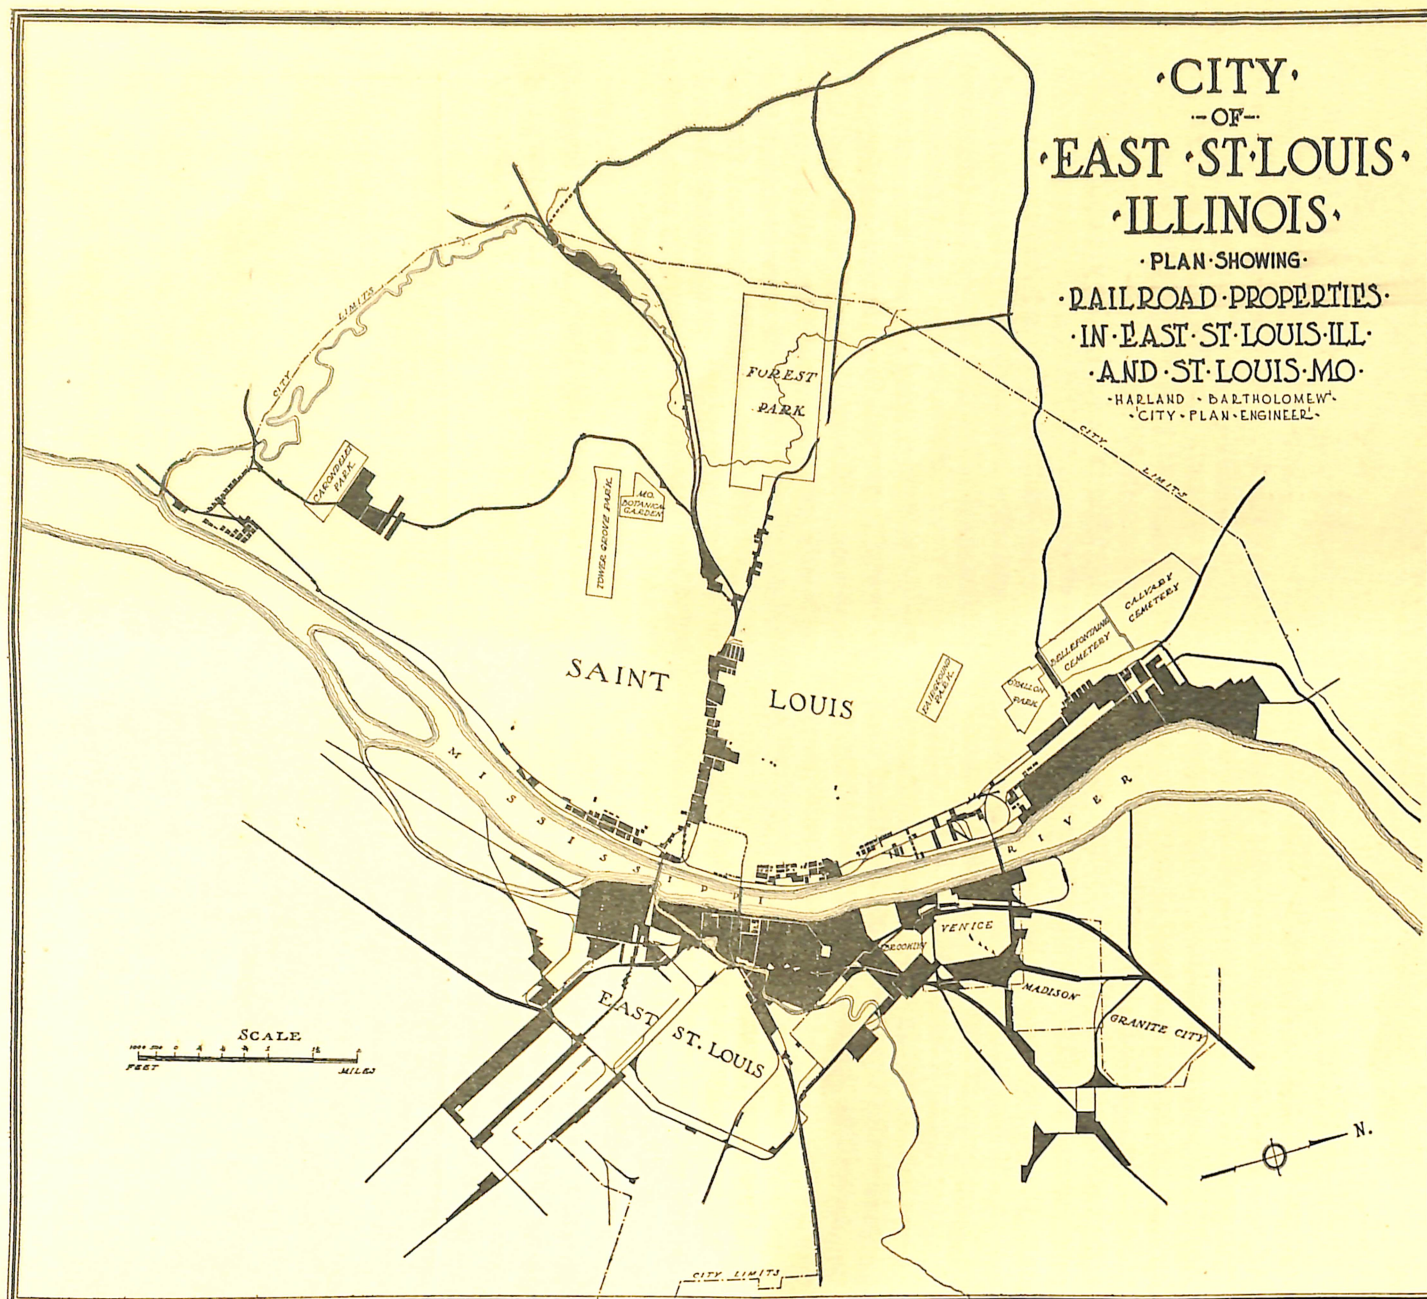 ·CITY·
-OF-
·EAST·ST·LOUIS·
·ILLINOIS·
·PLAN·SHOWING·
·RAILROAD·PROPERTIES·
·IN·EAST·ST·LOUIS·ILL·
·AND·ST·LOUIS·MO·
·HARLAND·BARTHOLOMEW·
·CITY·PLAN·ENGINEER·
CITY LIMITS
FOREST
PARK
CITY LIMITS
CARONDELET
PARK
TOWER GROVE PARK
MO.
BOTANICAL
GARDEN
CALVARY
CEMETERY
BELLEFONTAINE
CEMETERY
O'FALLON
PARK
FAIRGROUND
PARK
SAINT LOUIS
MISSISSIPPI RIVER
BROOKLYN
VENICE
MADISON
GRANITE CITY
EAST ST. LOUIS
SCALE
1000 500 0
FEET MILES
N.
CITY LIMITS